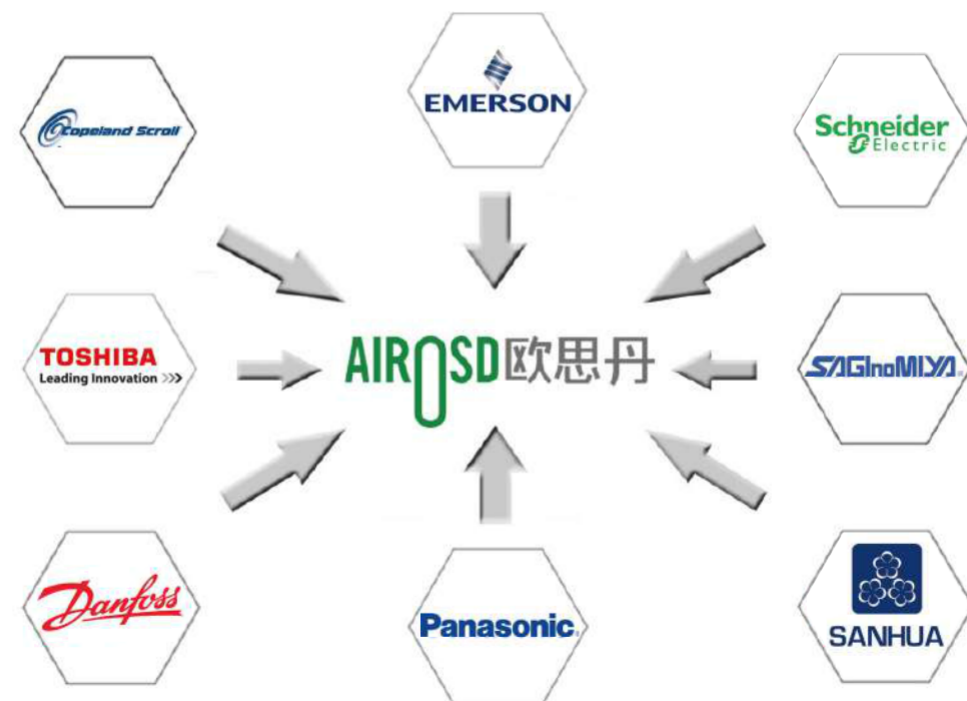 EMERSON
Copeland Scroll
Schneider
Electric
TOSHIBA
Leading Innovation >>>
AIROSD欧思丹
SAGInoMIYA
Danfoss
Panasonic
SANHUA